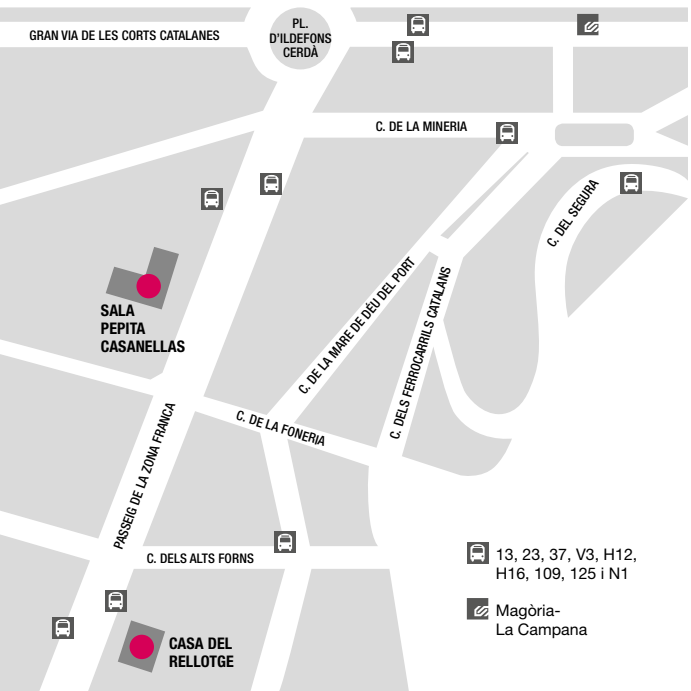 PL.
D'ILDEFONS
CERDÀ
GRAN VIA DE LES CORTS CATALANES
C. DE LA MINERIA
C. DEL SEGURA
C. DE LA MARE DE DÉU DEL PORT
C. DELS FERROCARRILS CATALANS
SALA
PEPITA
CASANELLAS
C. DE LA FONERIA
PASSEIG DE LA ZONA FRANCA
C. DELS ALTS FORNS
CASA DEL
RELLOTGE
13, 23, 37, V3, H12,
H16, 109, 125 i N1
Magòria-
La Campana